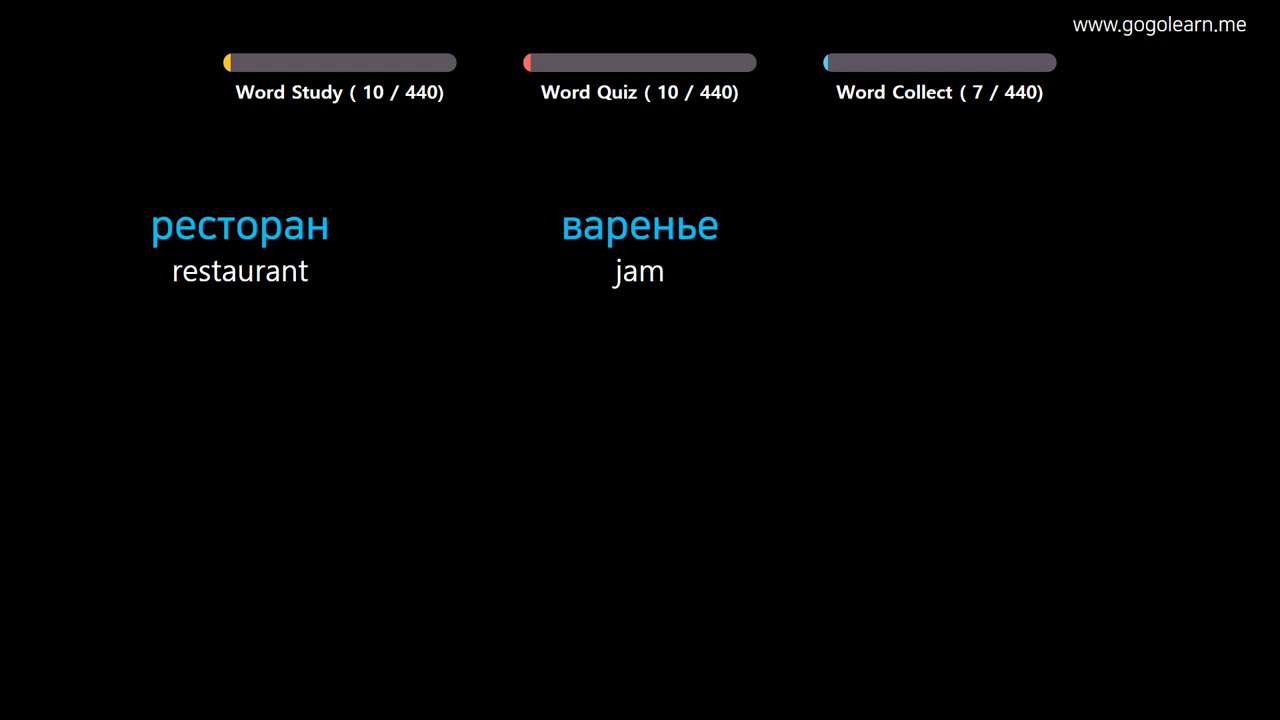 www.gogolearn.me
Word Study ( 10 / 440)
Word Quiz ( 10 / 440)
Word Collect ( 7 / 440)
ресторан
restaurant
варенье
jam